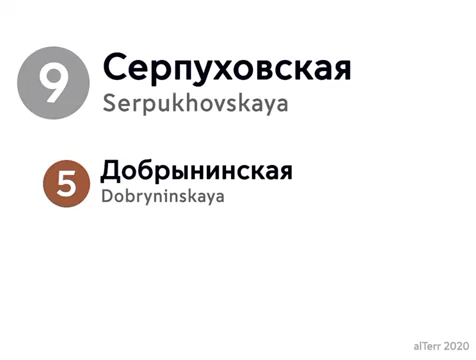 9
Серпуховская
Serpukhovskaya
5
Добрынинская
Dobryninskaya
alTerr 2020